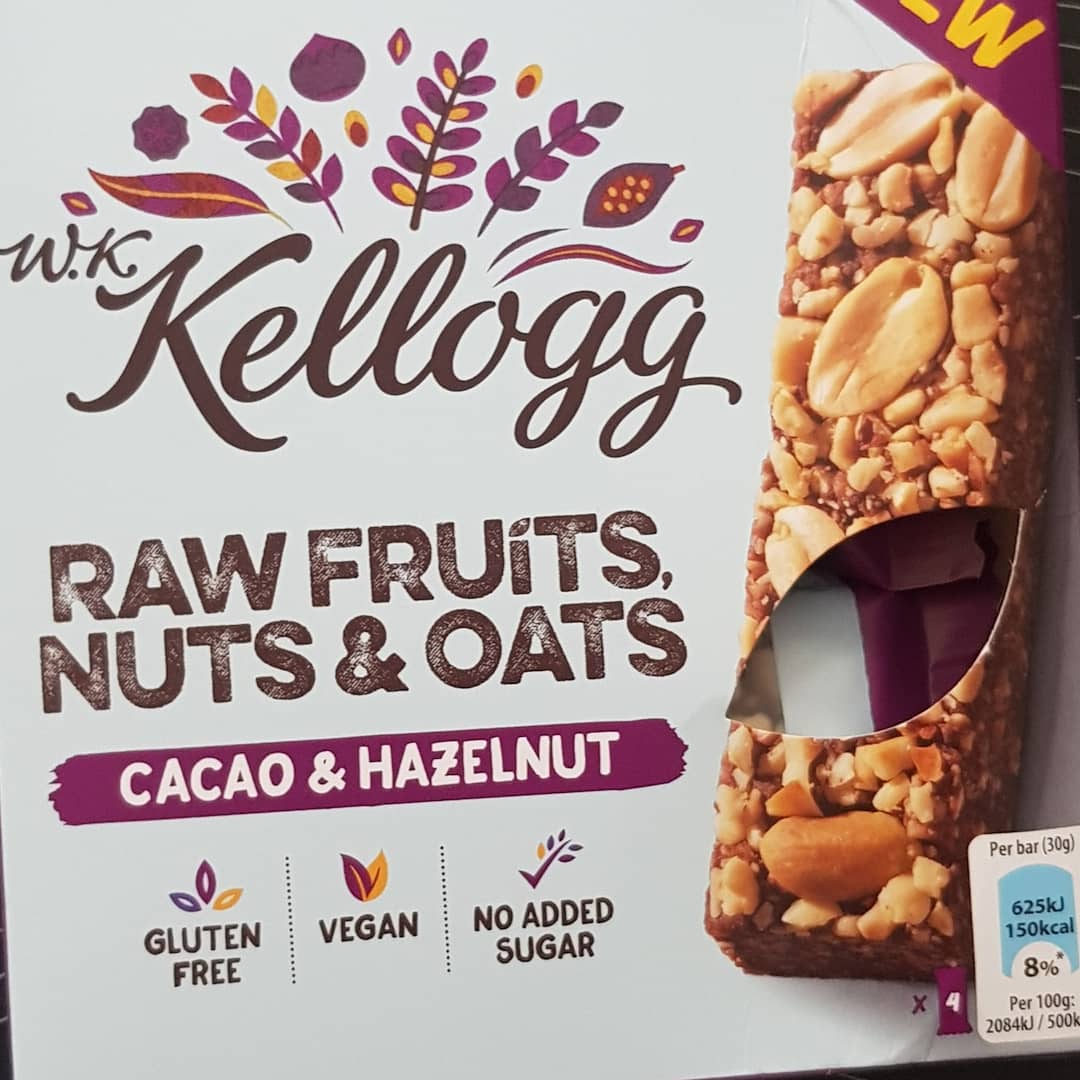 W.K.
Kellogg
RAW FRUITS,
NUTS & OATS
CACAO & HAZELNUT
GLUTEN
FREE
VEGAN
NO ADDED
SUGAR
x 4
Per bar (30g)
625kJ
150kcal
8%*
Per 100g:
2084kJ / 500k